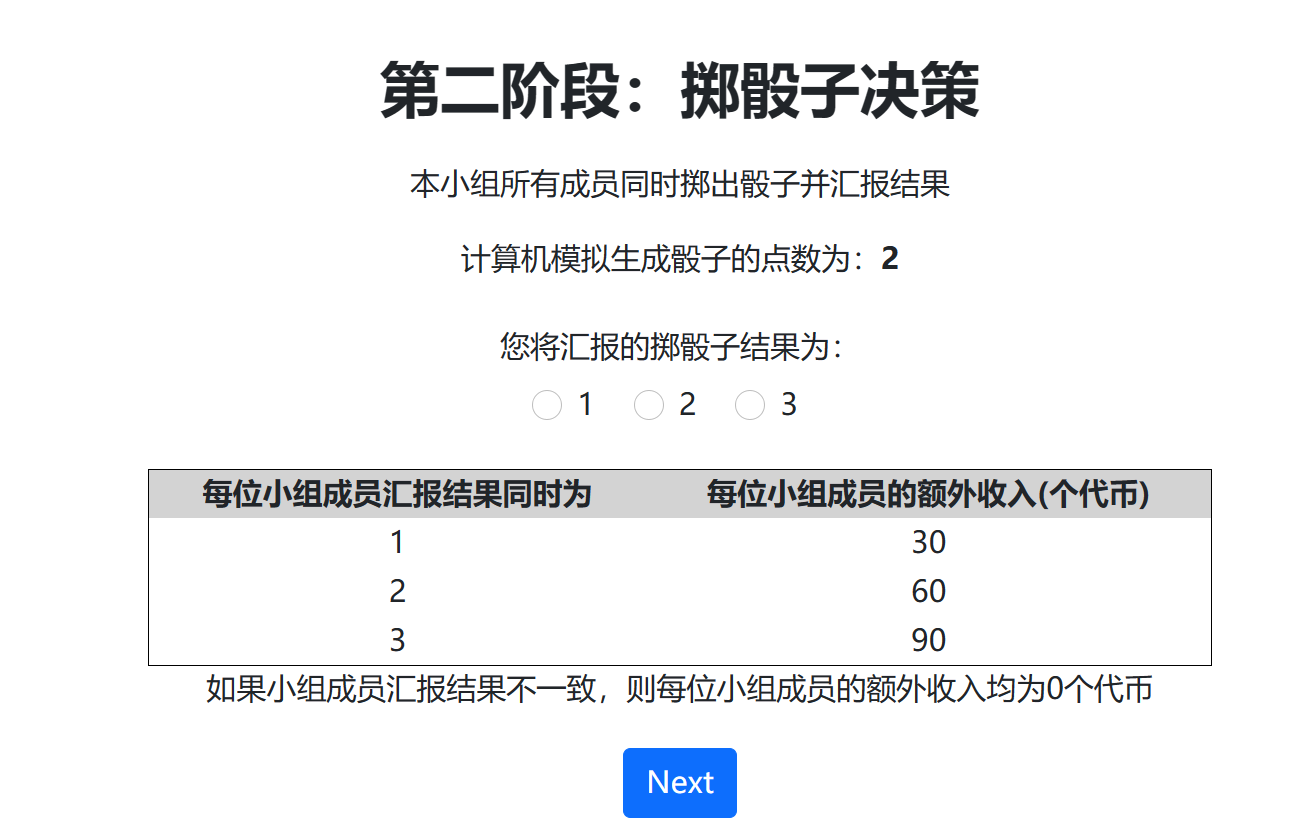 第二阶段：掷骰子决策
本小组所有成员同时掷出骰子并汇报结果
计算机模拟生成骰子的点数为：2
您将汇报的掷骰子结果为：
1 2 3
每位小组成员汇报结果同时为 每位小组成员的额外收入(个代币)
1 30
2 60
3 90
如果小组成员汇报结果不一致，则每位小组成员的额外收入均为0个代币
Next